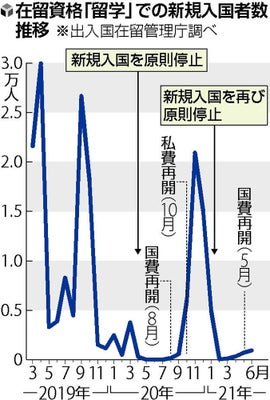 在留資格「留学」での新規入国者数
推移 ※出入国在留管理庁調べ
新規入国を原則停止
新規入国を再び
原則停止
3.0
万人
2.5
2.0
1.5
1.0
0.5
0
国費再開(8月)
私費再開(10月)
国費再開(5月)
3 5 7 9 11 1 3 5 7 9 11 1 3 6月
2019年 20年 21年